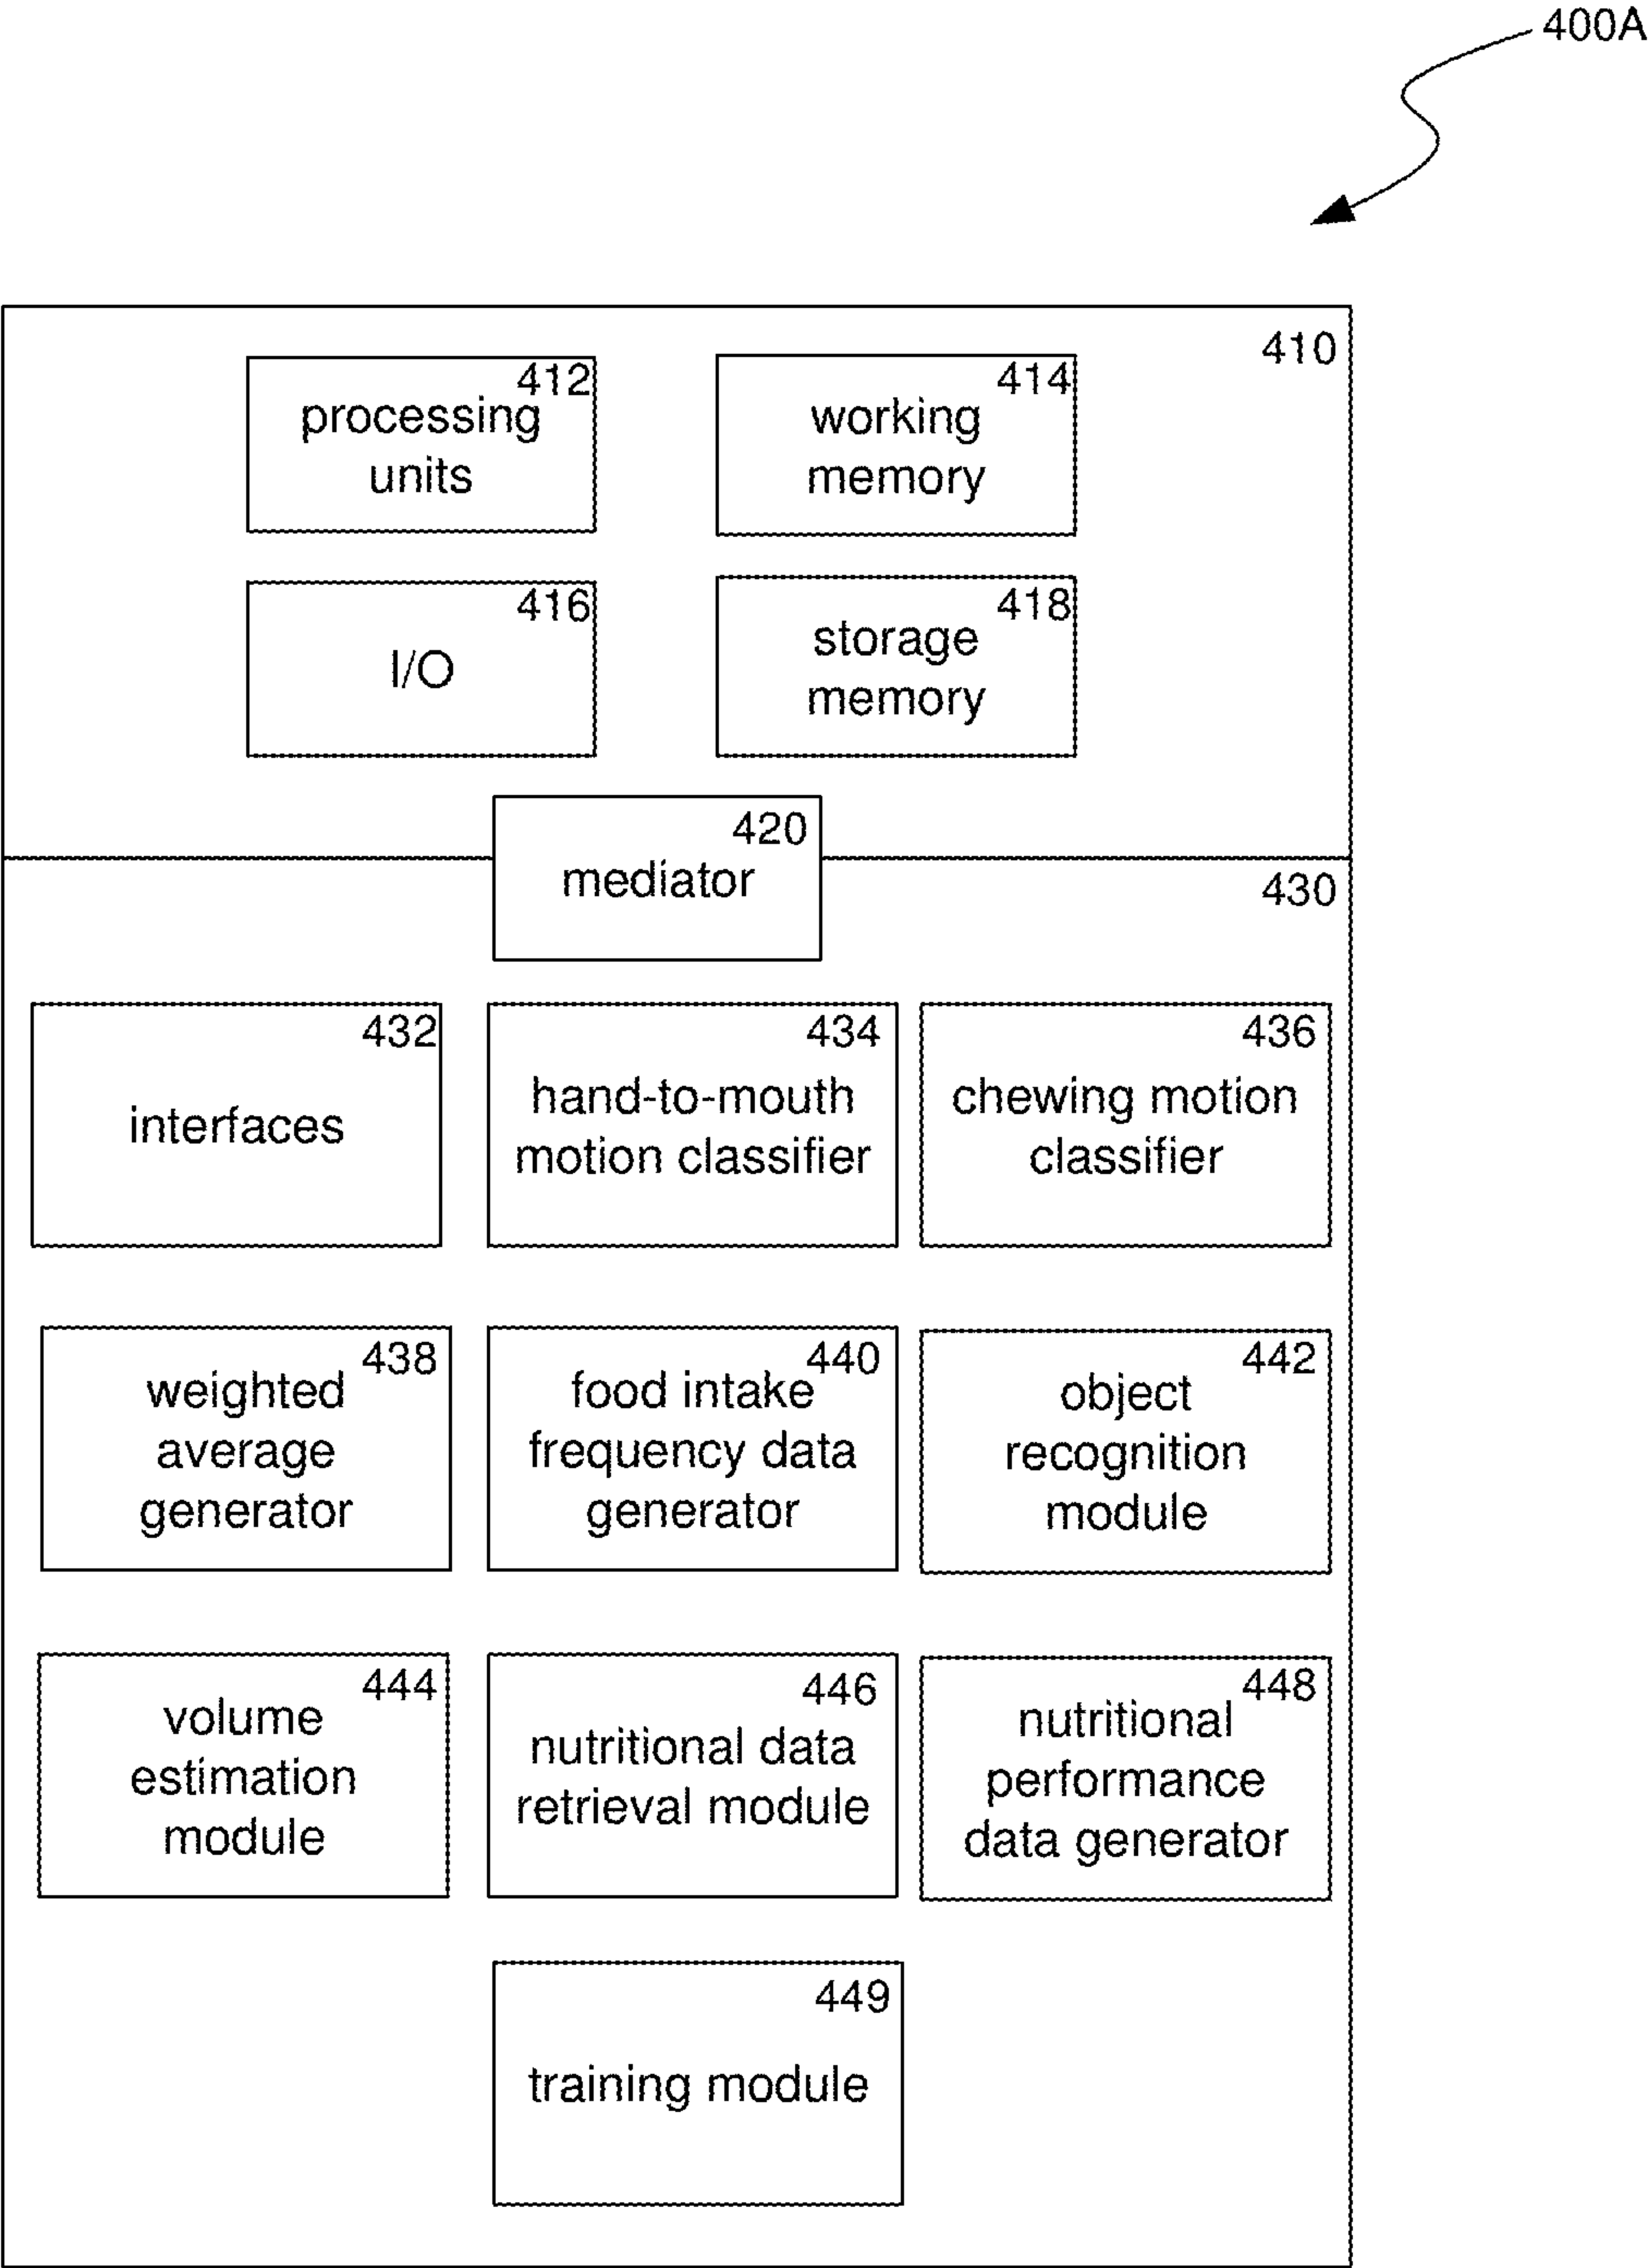 400A
410
412
processing
units
414
working
memory
416
I/O
418
storage
memory
420
mediator
430
432
interfaces
434
hand-to-mouth
motion classifier
436
chewing motion
classifier
438
weighted
average
generator
440
food intake
frequency data
generator
442
object
recognition
module
444
volume
estimation
module
446
nutritional data
retrieval module
448
nutritional
performance
data generator
449
training module